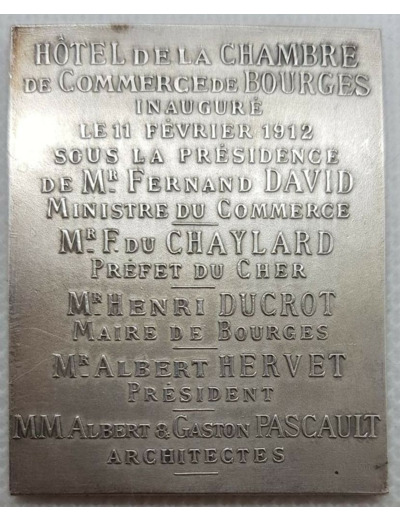 HÔTEL DE LA CHAMBRE
DE COMMERCE DE BOURGES
INAUGURÉ
LE 11 FÉVRIER 1912
SOUS LA PRÉSIDENCE
DE MR FERNAND DAVID
MINISTRE DU COMMERCE
MR F. DU CHAYLARD
PRÉFET DU CHER
MR HENRI DUCROT
MAIRE DE BOURGES
MR ALBERT HERVET
PRÉSIDENT
MM ALBERT & GASTON PASCAULT
ARCHITECTES